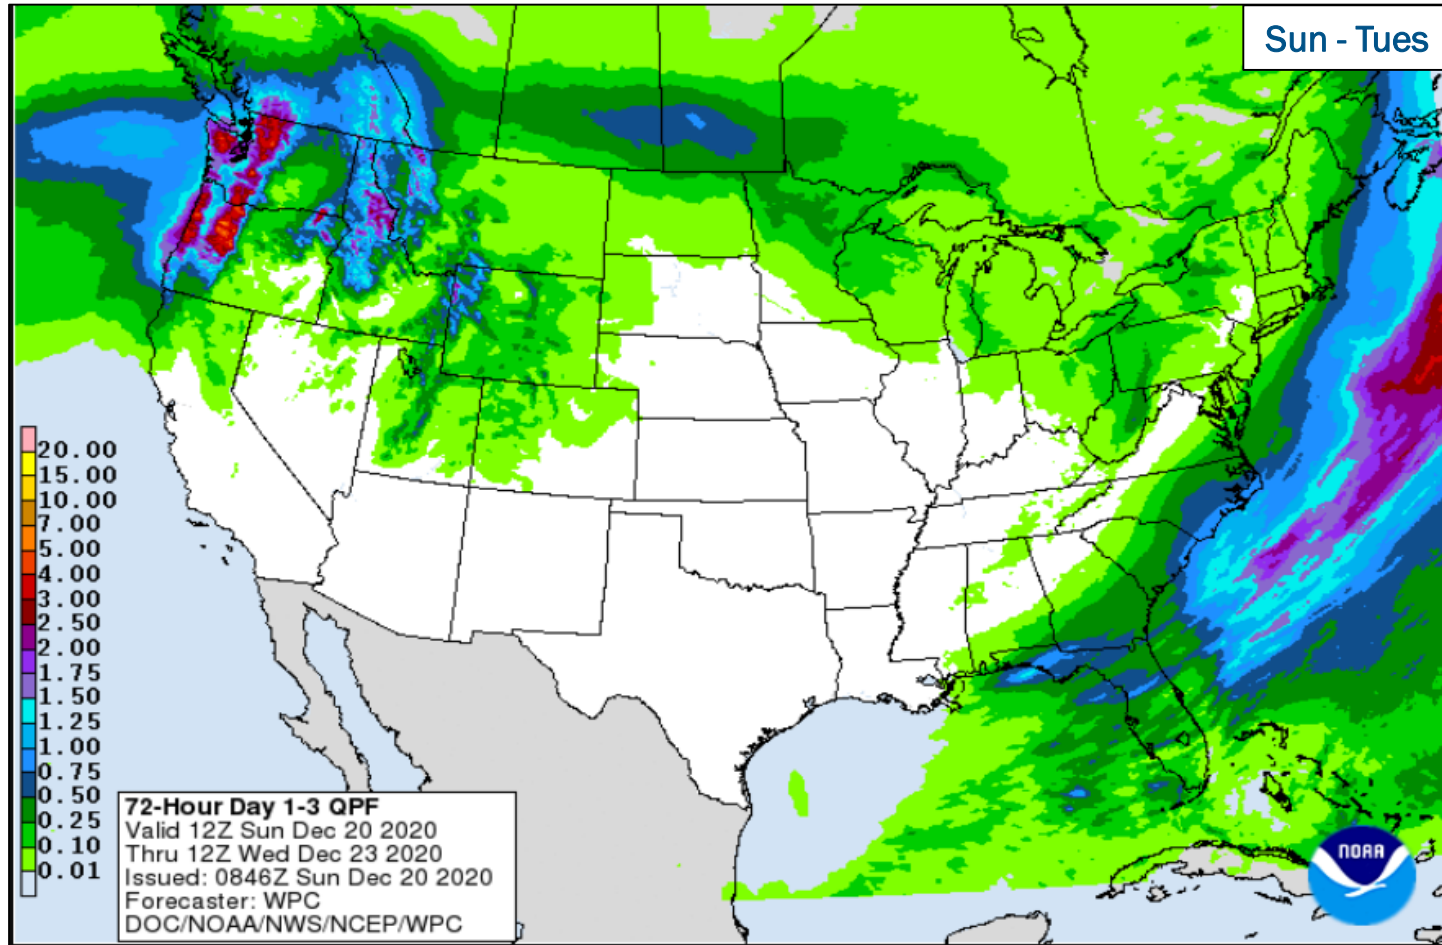 Sun - Tues
20.00
15.00
10.00
7.00
5.00
4.00
3.00
2.50
2.00
1.75
1.50
1.25
1.00
0.75
0.50
0.25
0.10
0.01
72-Hour Day 1-3 QPF
Valid 12Z Sun Dec 20 2020
Thru 12Z Wed Dec 23 2020
Issued: 0846Z Sun Dec 20 2020
Forecaster: WPC
DOC/NOAA/NWS/NCEP/WPC
NOAA